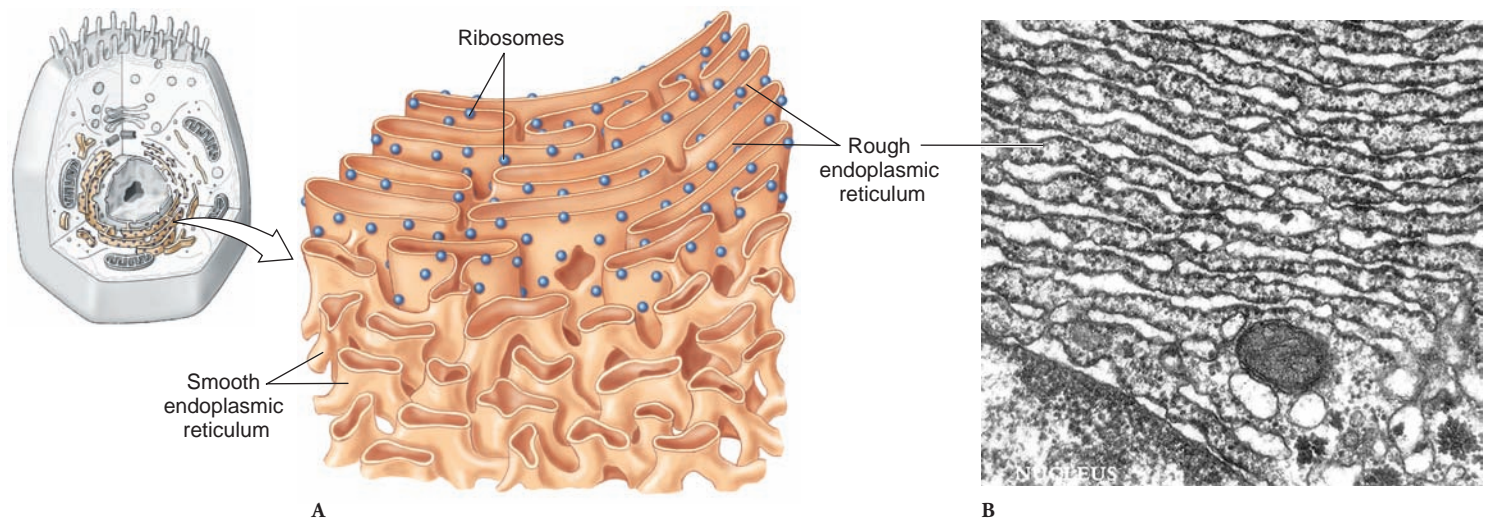 Ribosomes
Rough
endoplasmic
reticulum
Smooth
endoplasmic
reticulum
NUCLEUS
A
B